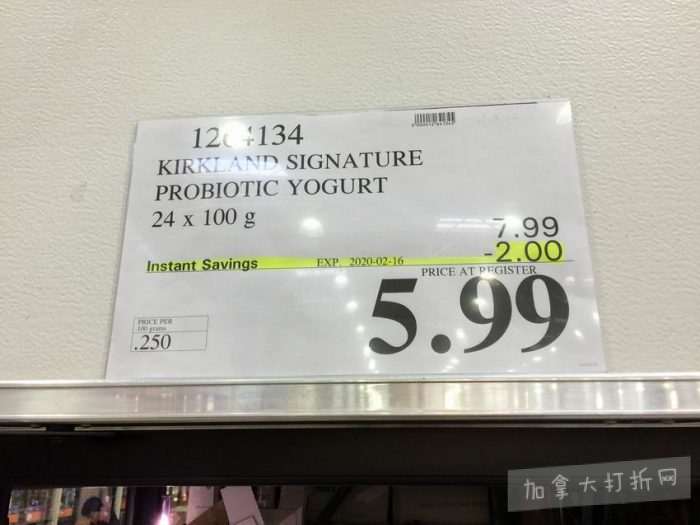 KIRKLAND SIGNATURE
PROBIOTIC YOGURT
24 x 100 g
7.99
Instant Savings EXP. 2020-02-16 -2.00
PRICE AT REGISTER
5.99
PRICE PER
100 grams
.250
加拿大打折网